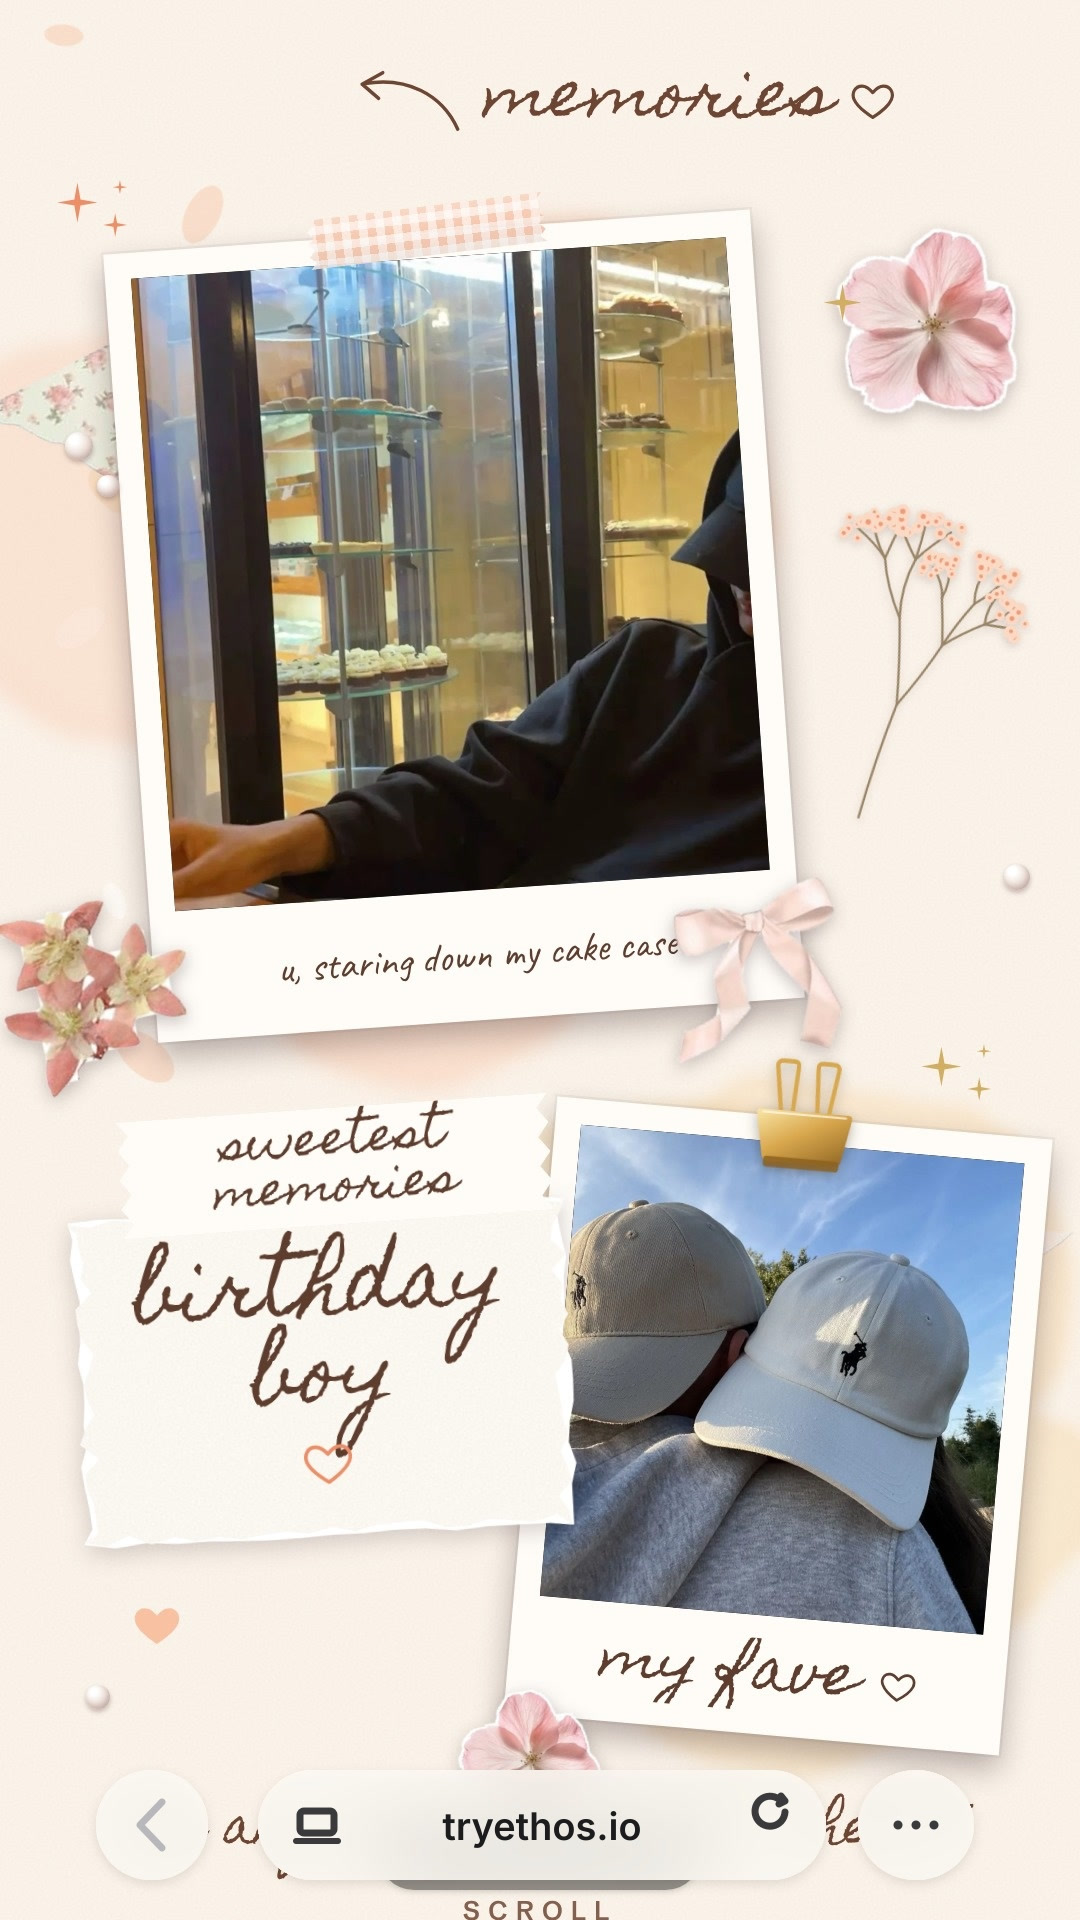 memories
u, staring down my cake case
sweetest
memories
birthday
boy
my fave
tryethos.io
SCROLL